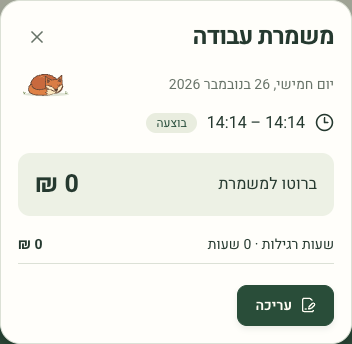 משמרת עבודה
יום חמישי, 26 בנובמבר 2026
14:14 – 14:14 בוצעה
ברוטו למשמרת 0 ₪
שעות רגילות · 0 שעות 0 ₪
עריכה